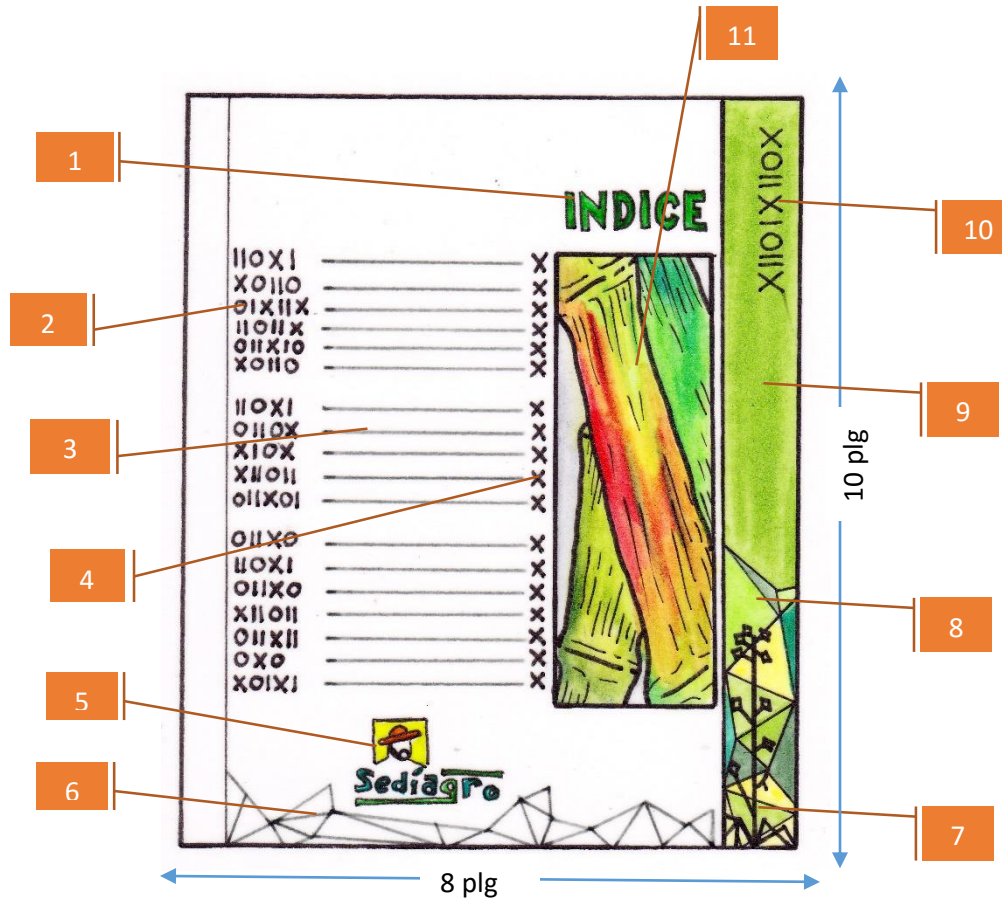 11
1
INDICE
10
XIIOIXIIOX
IIOXI X
XOIIO X
2
OIXIIX X
IIOIIX X
OIIXIO X
XOIIO X
9
IIOXI X
3
OIIOX X
XIOX X
XIIOII X
OIIXOI X
10 plg
OIIXO X
4
IIOXI X
OIIXO X
8
XIIOII X
OIIXII X
OXO X
XOIXI X
5
Sediagro
6
7
8 plg